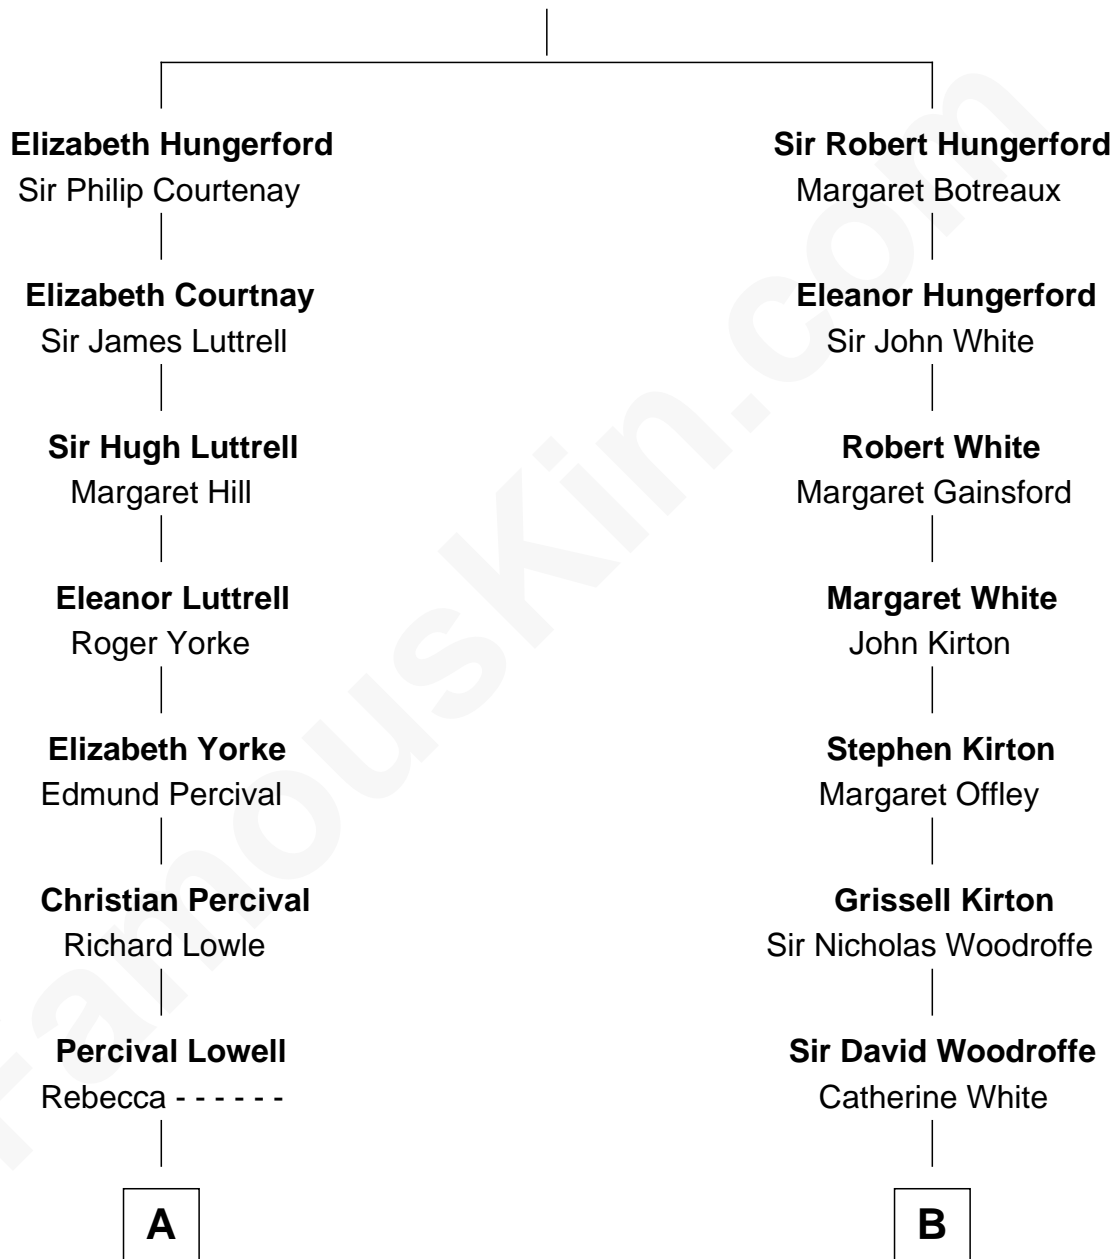 Elizabeth Hungerford
Sir Philip Courtenay
Sir Robert Hungerford
Margaret Botreaux
Elizabeth Courtnay
Sir James Luttrell
Eleanor Hungerford
Sir John White
Sir Hugh Luttrell
Margaret Hill
Robert White
Margaret Gainsford
Eleanor Luttrell
Roger Yorke
Margaret White
John Kirton
Elizabeth Yorke
Edmund Percival
Stephen Kirton
Margaret Offley
Christian Percival
Richard Lowle
Grissell Kirton
Sir Nicholas Woodroffe
Percival Lowell
Rebecca - - - - - -
Sir David Woodroffe
Catherine White
A
B
FamousKin.com